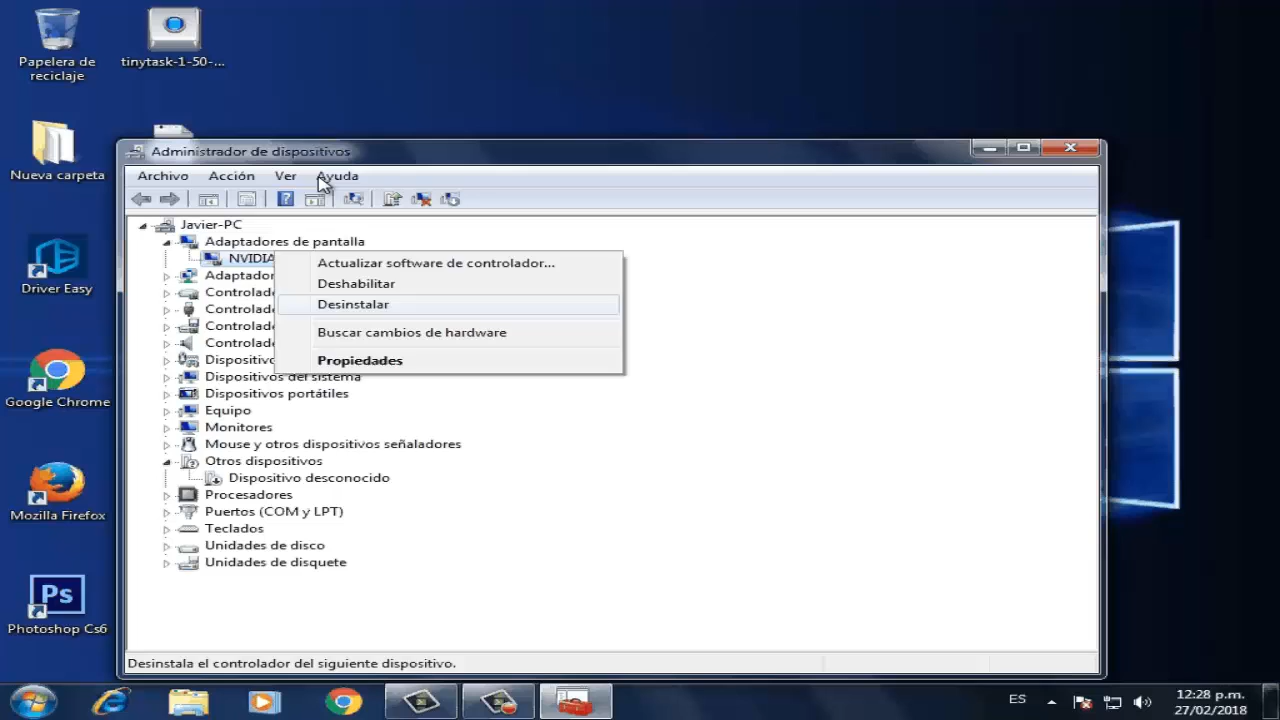 Papelera de
reciclaje
tinytask-1-50-...
Nueva carpeta
Driver Easy
Google Chrome
Mozilla Firefox
Ps
Photoshop Cs6
Administrador de dispositivos
Archivo Acción Ver Ayuda
Javier-PC
Adaptadores de pantalla
NVIDIA
Adaptador
Controlado
Controlado
Controlado
Controlado
Dispositivo
Dispositivos del sistema
Dispositivos portátiles
Equipo
Monitores
Mouse y otros dispositivos señaladores
Otros dispositivos
Dispositivo desconocido
Procesadores
Puertos (COM y LPT)
Teclados
Unidades de disco
Unidades de disquete
Actualizar software de controlador...
Deshabilitar
Desinstalar
Buscar cambios de hardware
Propiedades
Desinstala el controlador del siguiente dispositivo.
ES
12:28 p.m.
27/02/2018